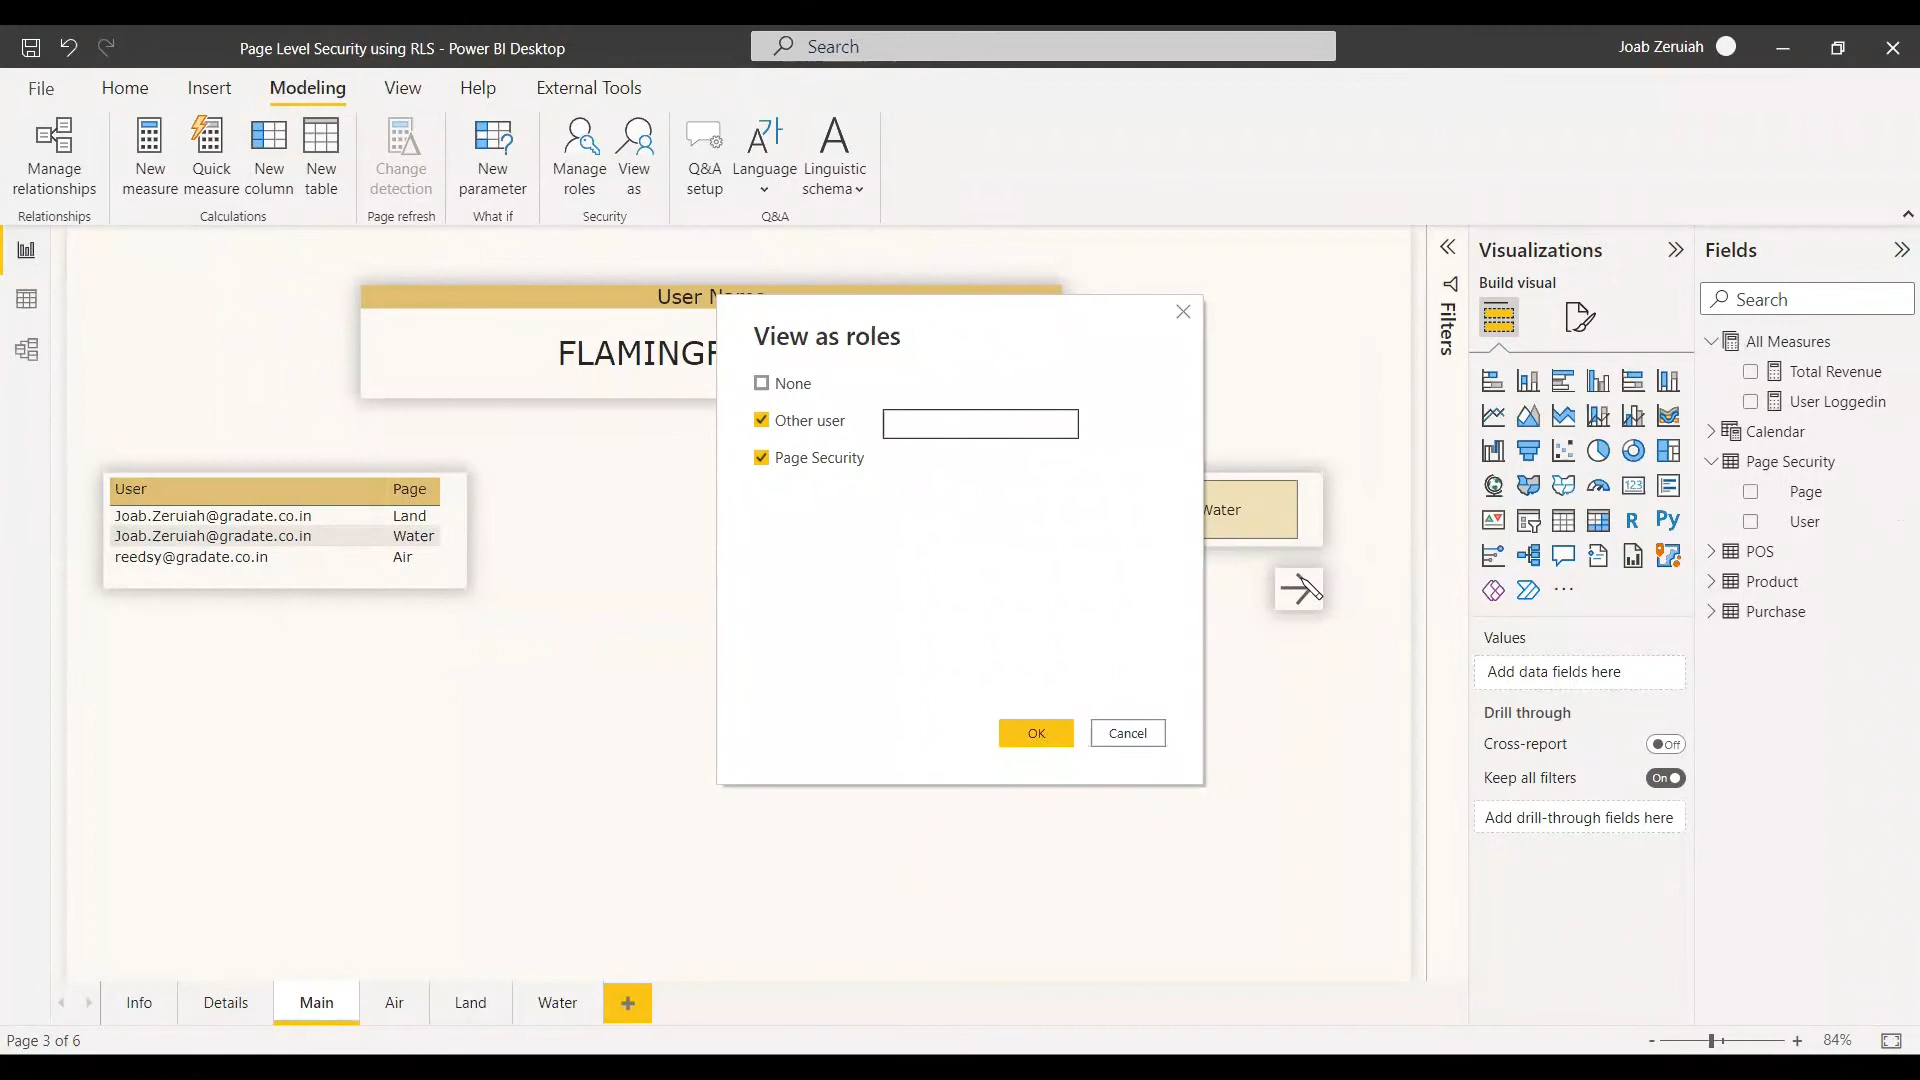 Page Level Security using RLS - Power BI Desktop
Search
Joab Zeruiah
File
Home
Insert
Modeling
View
Help
External Tools
Manage relationships
New measure
Quick measure
New column
New table
Change detection
New parameter
Manage roles
View as
Q&A setup
Language
Linguistic schema
Relationships
Calculations
Page refresh
What if
Security
Q&A
User
FLAMING
User Page
Joab.Zeruiah@gradate.co.in Land
Joab.Zeruiah@gradate.co.in Water
reedsy@gradate.co.in Air
View as roles
None
Other user
Page Security
OK
Cancel
Water
Filters
Visualizations
Build visual
123
R
Py
Values
Add data fields here
Drill through
Cross-report
Off
Keep all filters
On
Add drill-through fields here
Fields
Search
All Measures
Total Revenue
User Loggedin
Calendar
Page Security
Page
User
POS
Product
Purchase
Info
Details
Main
Air
Land
Water
Page 3 of 6
84%